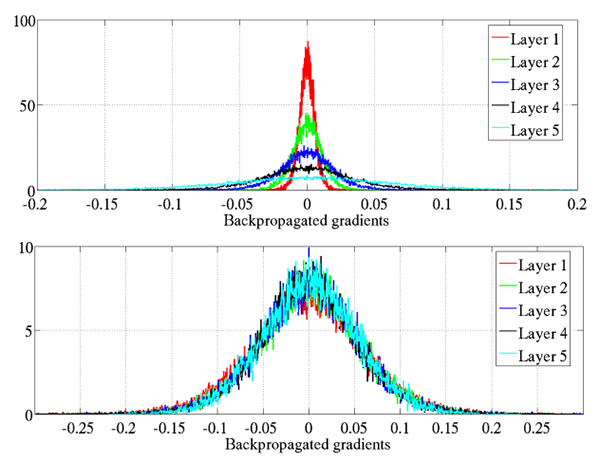 100
50
0
-0.2 -0.15 -0.1 -0.05 0 0.05 0.1 0.15 0.2
Backpropagated gradients
Layer 1
Layer 2
Layer 3
Layer 4
Layer 5
10
5
0
-0.25 -0.2 -0.15 -0.1 -0.05 0 0.05 0.1 0.15 0.2 0.25
Backpropagated gradients
Layer 1
Layer 2
Layer 3
Layer 4
Layer 5